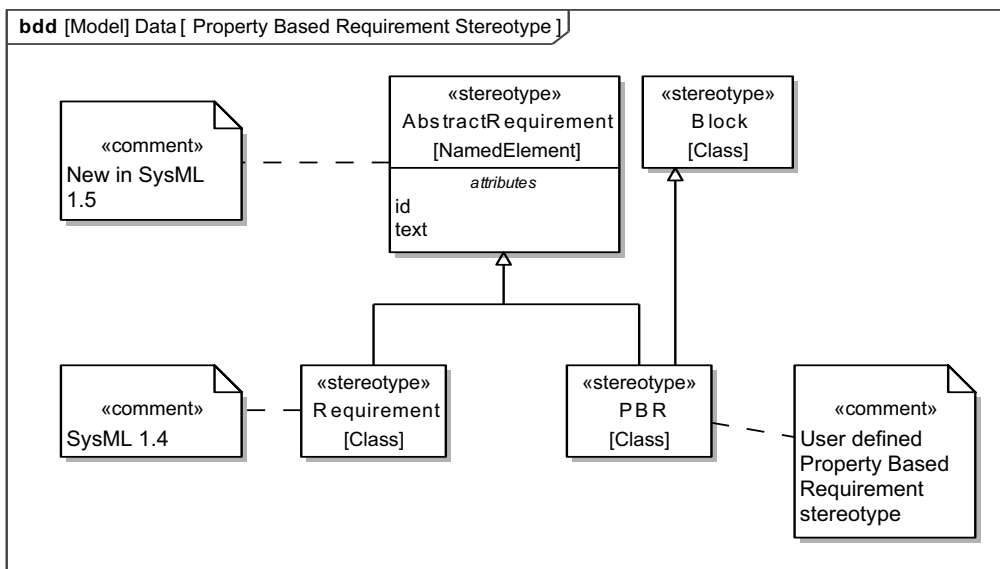 bdd [Model] Data [ Property Based Requirement Stereotype ]
«stereotype»
AbstractRequirement
[NamedElement]
attributes
id
text
«stereotype»
Block
[Class]
«comment»
New in SysML
1.5
«comment»
SysML 1.4
«stereotype»
Requirement
[Class]
«stereotype»
PBR
[Class]
«comment»
User defined
Property Based
Requirement
stereotype